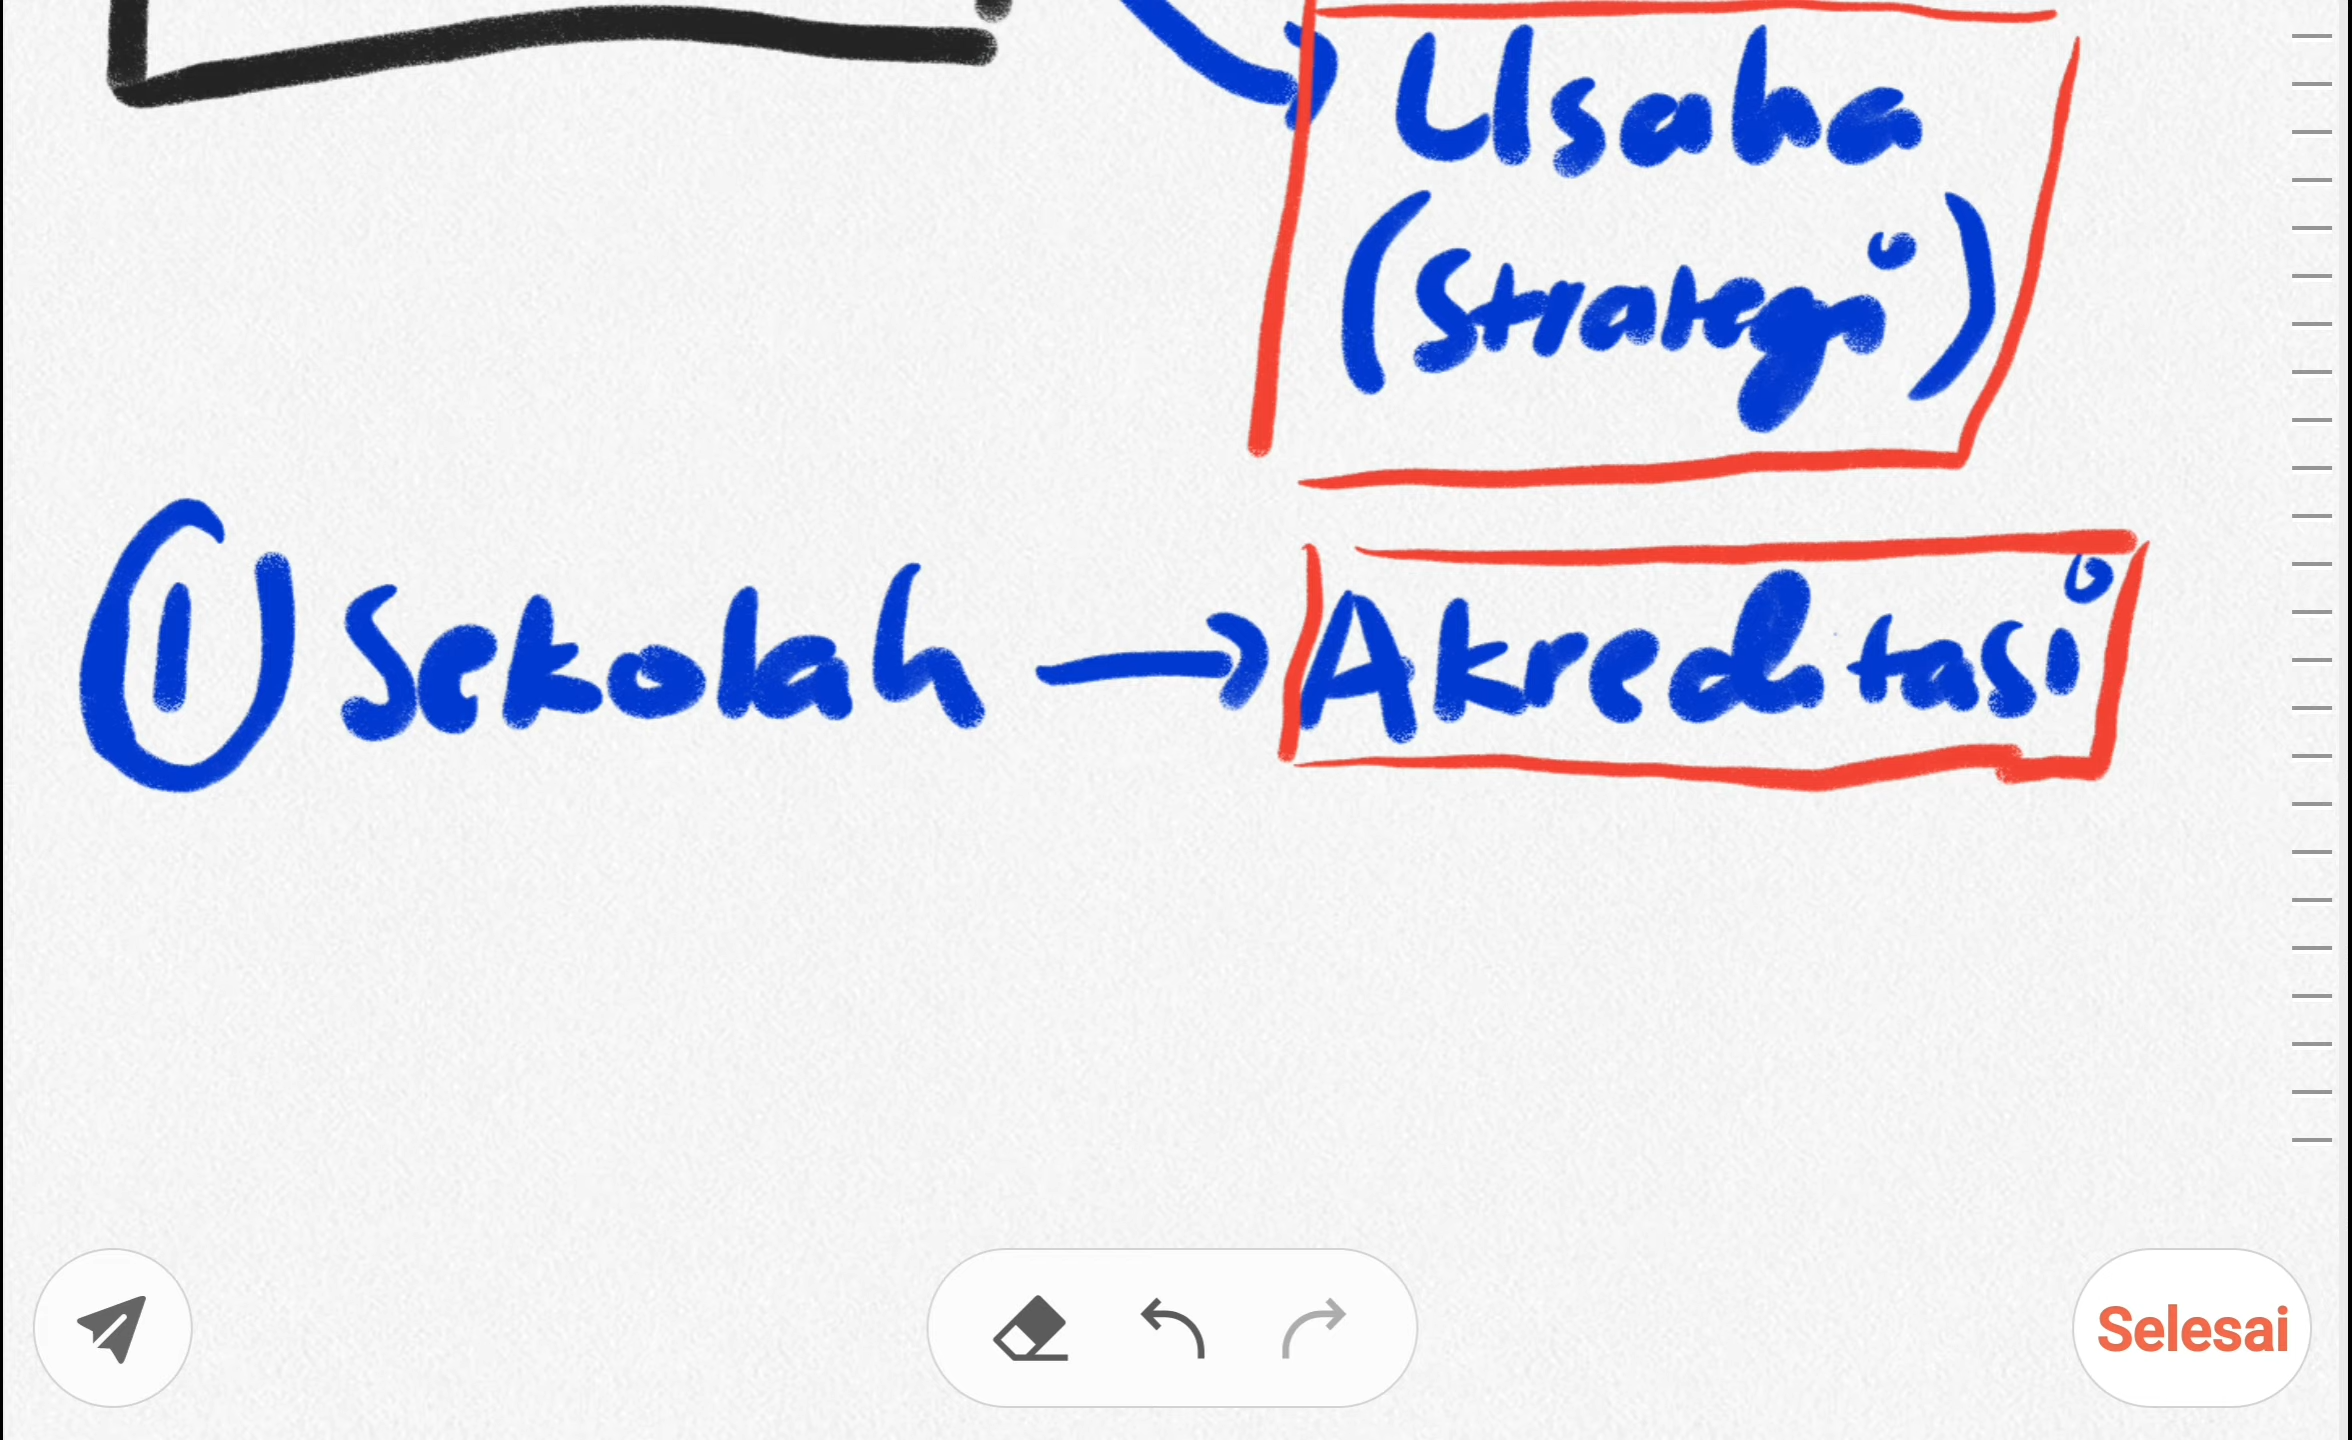 Usaha
(Strategi)
① Sekolah → Akreditasi
Selesai